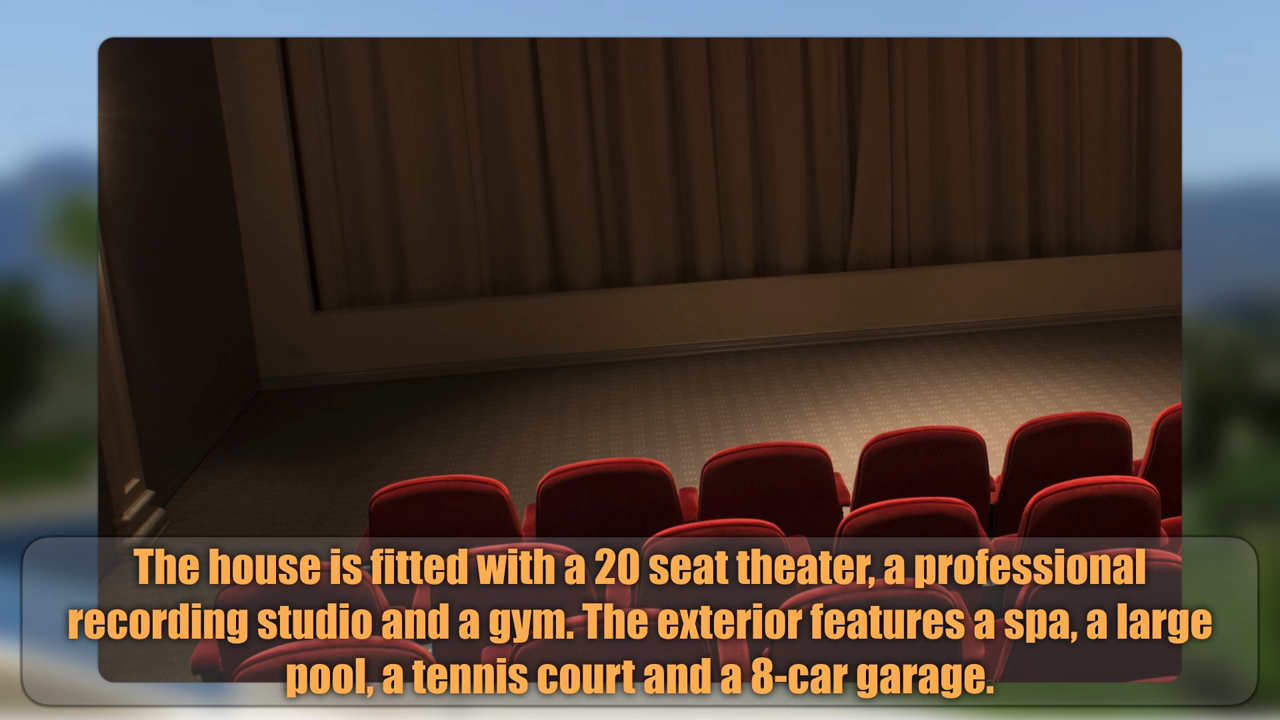 The house is fitted with a 20 seat theater, a professional
recording studio and a gym. The exterior features a spa, a large
pool, a tennis court and a 8-car garage.